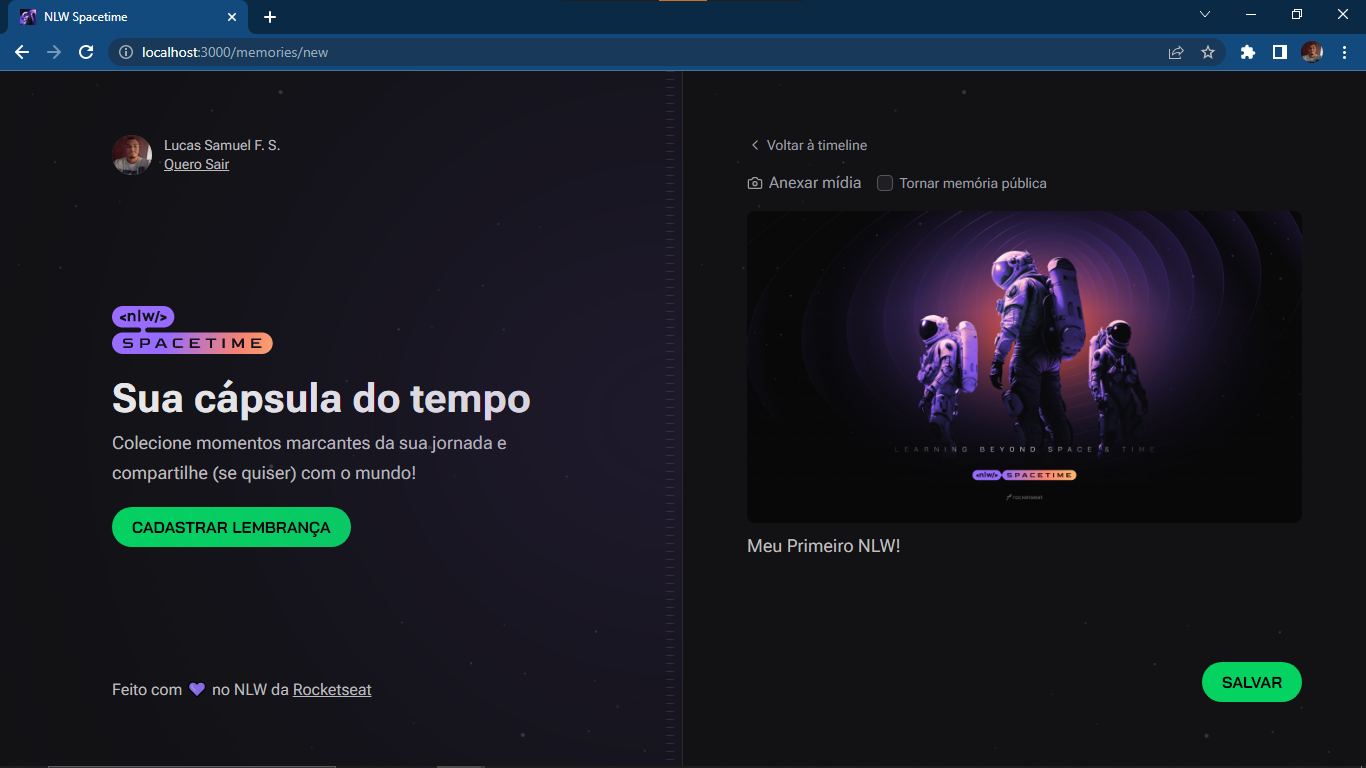 NLW Spacetime
localhost:3000/memories/new
Lucas Samuel F. S.
Quero Sair
<nlw/>
SPACETIME
Sua cápsula do tempo
Colecione momentos marcantes da sua jornada e
compartilhe (se quiser) com o mundo!
CADASTRAR LEMBRANÇA
Feito com 💜 no NLW da Rocketseat
Voltar à timeline
Anexar mídia Tornar memória pública
LEARNING BEYOND SPACE & TIME
<nlw/> SPACETIME
Meu Primeiro NLW!
SALVAR